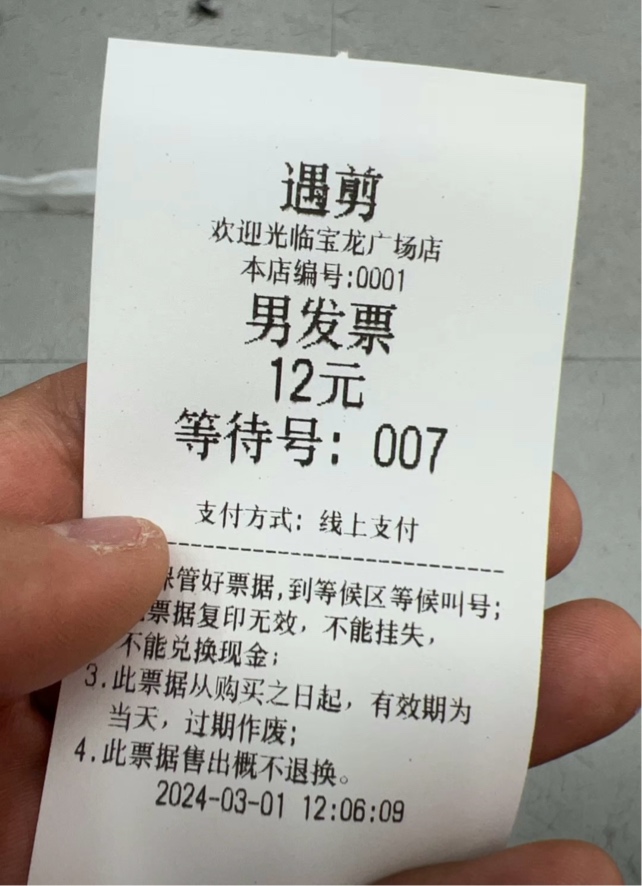 遇剪
欢迎光临宝龙广场店
本店编号:0001
男发票
12元
等待号: 007
支付方式: 线上支付
保管好票据,到等候区等候叫号;
票据复印无效, 不能挂失,
不能兑换现金;
3.此票据从购买之日起, 有效期为
当天, 过期作废;
4.此票据售出概不退换。
2024-03-01 12:06:09